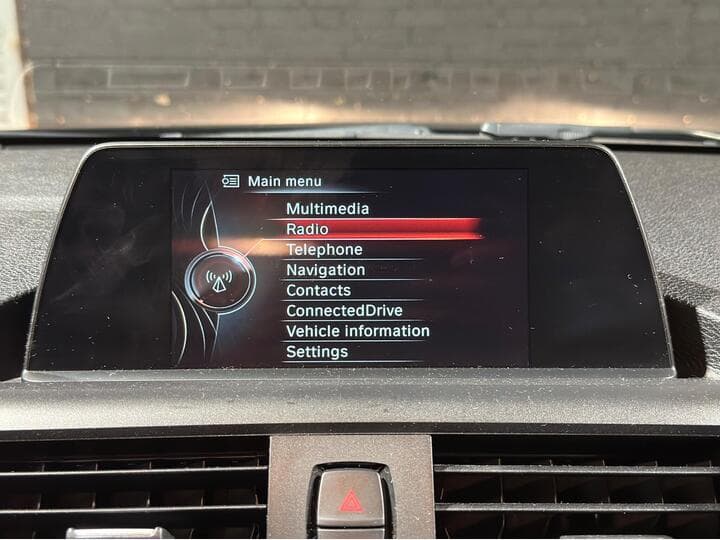 Main menu
Multimedia
Radio
Telephone
Navigation
Contacts
ConnectedDrive
Vehicle information
Settings